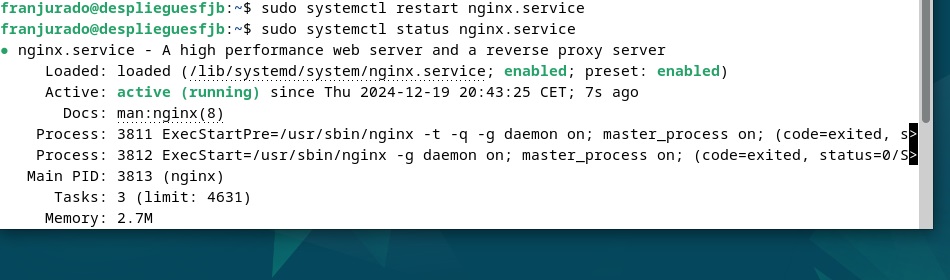 franjurado@desplieguesfjb:~$ sudo systemctl restart nginx.service
franjurado@desplieguesfjb:~$ sudo systemctl status nginx.service
● nginx.service - A high performance web server and a reverse proxy server
     Loaded: loaded (/lib/systemd/system/nginx.service; enabled; preset: enabled)
     Active: active (running) since Thu 2024-12-19 20:43:25 CET; 7s ago
       Docs: man:nginx(8)
    Process: 3811 ExecStartPre=/usr/sbin/nginx -t -q -g daemon on; master_process on; (code=exited, s>
    Process: 3812 ExecStart=/usr/sbin/nginx -g daemon on; master_process on; (code=exited, status=0/S>
   Main PID: 3813 (nginx)
      Tasks: 3 (limit: 4631)
     Memory: 2.7M